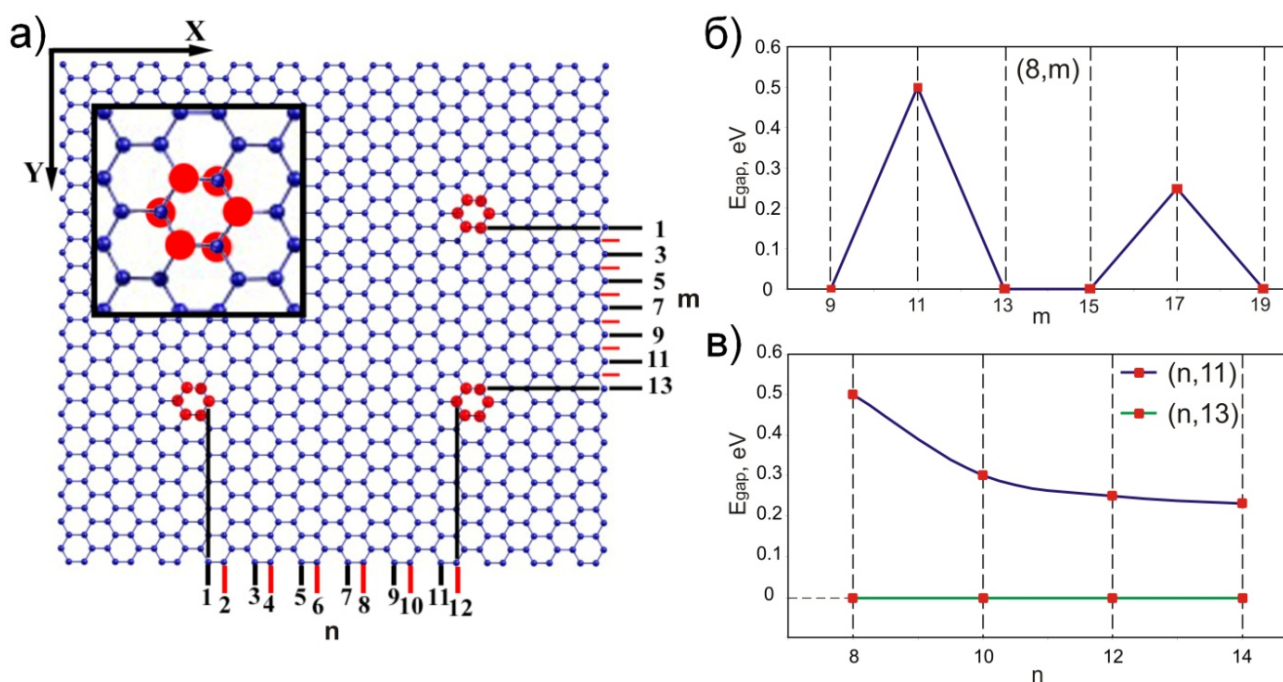 а)
X
Y
1
3
5
7
m
9
11
13
1 2 3 4 5 6 7 8 9 10 11 12
n
б)
(8,m)
Egap, eV
0.6
0.5
0.4
0.3
0.2
0.1
0
9 11 13 15 17 19
m
в)
(n,11)
(n,13)
Egap, eV
0.6
0.5
0.4
0.3
0.2
0.1
0
8 10 12 14
n